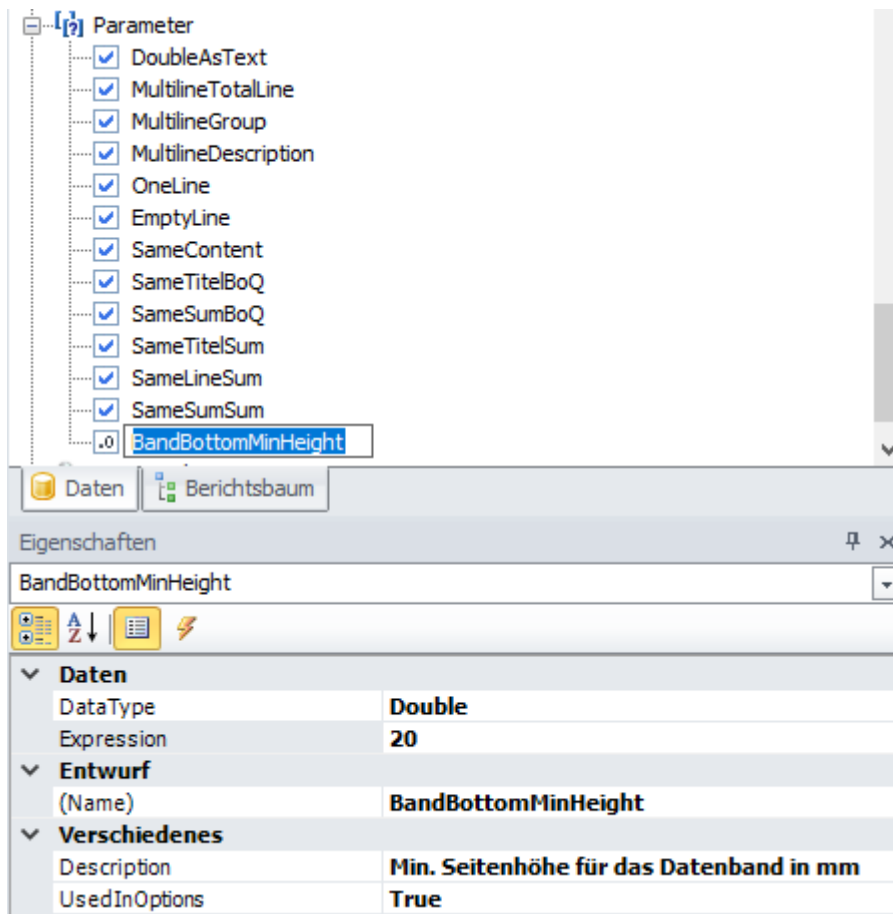 Parameter
DoubleAsText
MultilineTotalLine
MultilineGroup
MultilineDescription
OneLine
EmptyLine
SameContent
SameTitelBoQ
SameSumBoQ
SameTitelSum
SameLineSum
SameSumSum
.0 BandBottomMinHeight
Daten Berichtsbaum
Eigenschaften
BandBottomMinHeight
Daten
DataType Double
Expression 20
Entwurf
(Name) BandBottomMinHeight
Verschiedenes
Description Min. Seitenhöhe für das Datenband in mm
UsedInOptions True